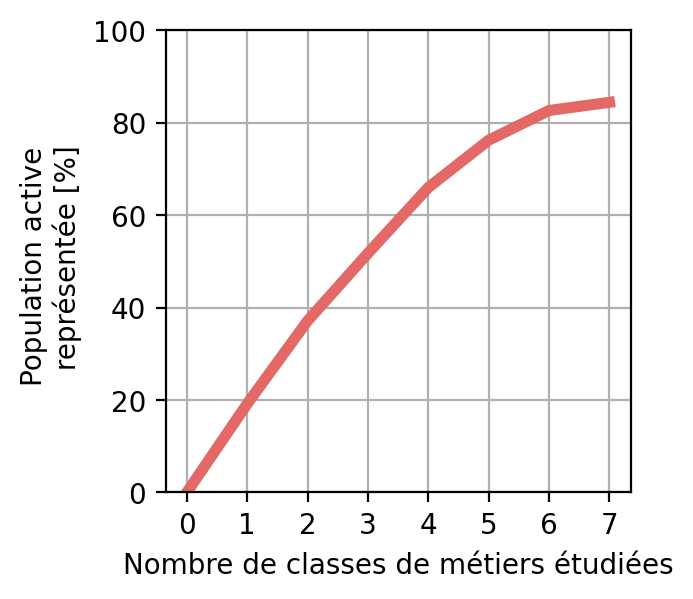 100
80
60
40
20
0
Population active
représentée [%]
0 1 2 3 4 5 6 7
Nombre de classes de métiers étudiées